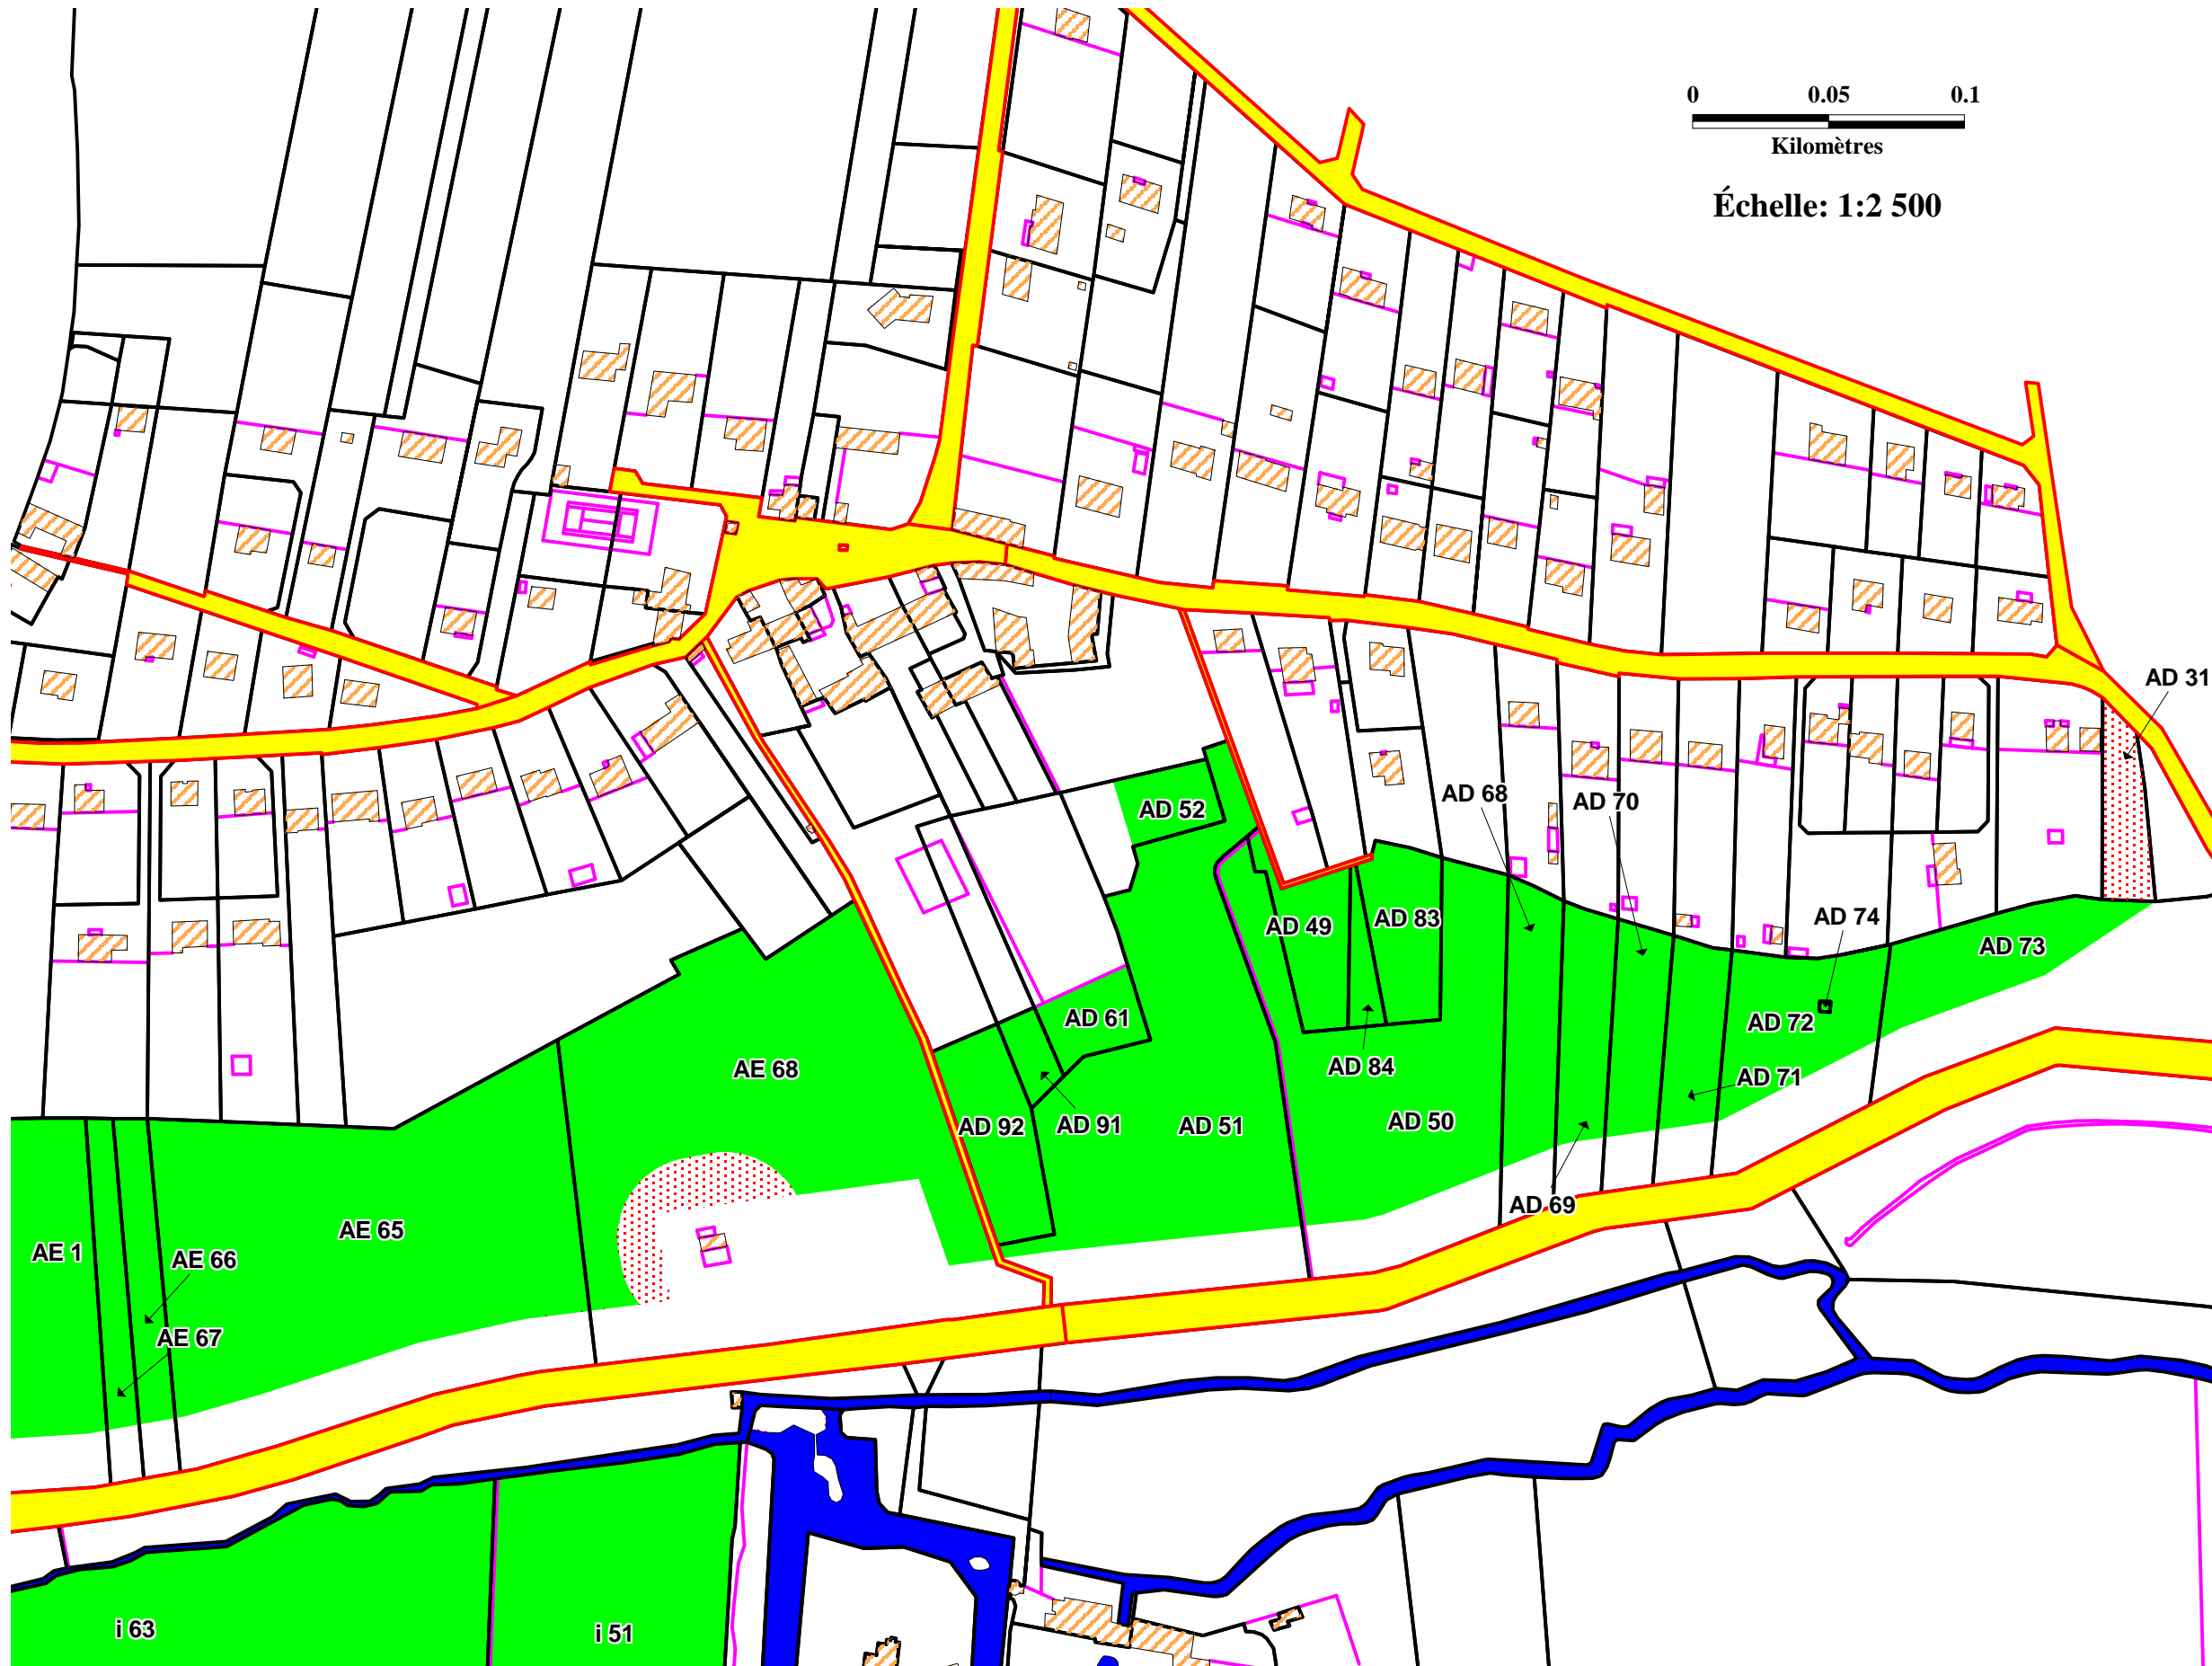 0 0.05 0.1
Kilomètres
Échelle: 1:2 500
AD 31
AD 68
AD 70
AD 52
AD 74
AD 49
AD 83
AD 73
AD 61
AD 72
AE 68
AD 84
AD 71
AD 92
AD 91
AD 51
AD 50
AD 69
AE 65
AE 1
AE 66
AE 67
i 63
i 51